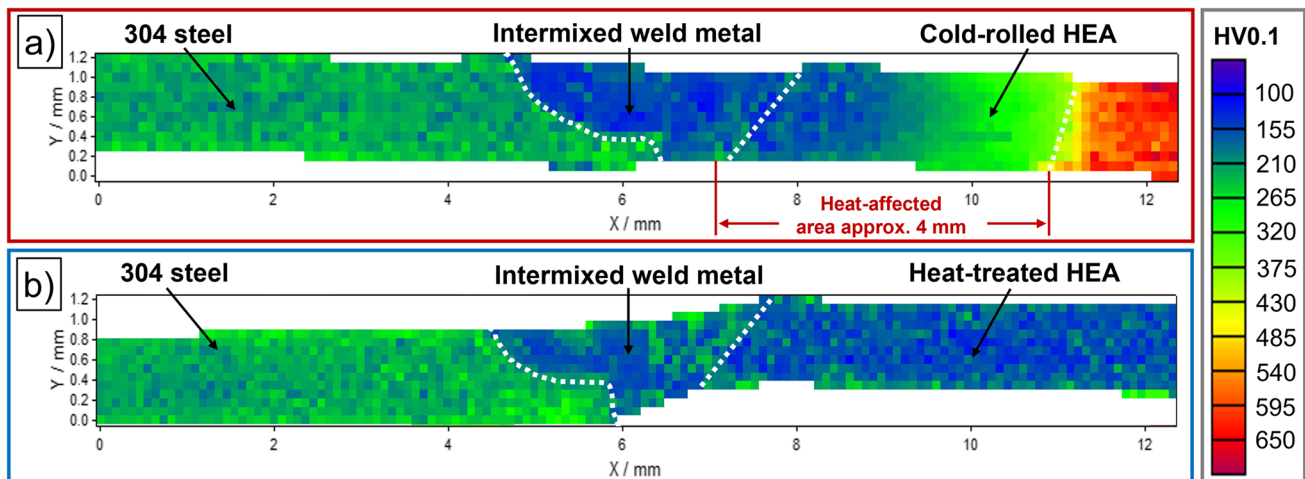 a)
304 steel
Intermixed weld metal
Cold-rolled HEA
Y / mm
1.2
1.0
0.8
0.6
0.4
0.2
0.0
0 2 4 6 8 10 12
X / mm
Heat-affected
area approx. 4 mm
b)
304 steel
Intermixed weld metal
Heat-treated HEA
Y / mm
1.2
1.0
0.8
0.6
0.4
0.2
0.0
0 2 4 6 8 10 12
X / mm
HV0.1
100
155
210
265
320
375
430
485
540
595
650